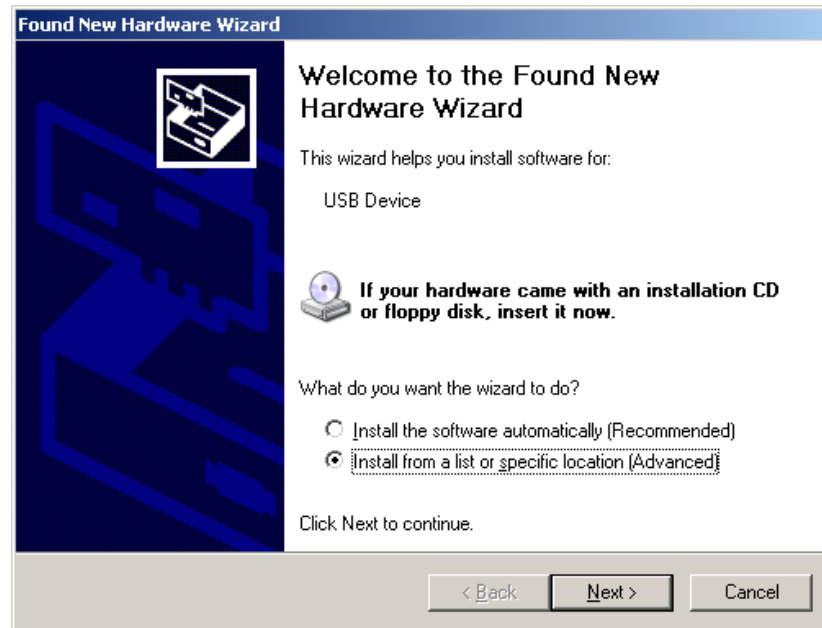 Found New Hardware Wizard
Welcome to the Found New
Hardware Wizard
This wizard helps you install software for:
USB Device
If your hardware came with an installation CD
or floppy disk, insert it now.
What do you want the wizard to do?
Install the software automatically (Recommended)
Install from a list or specific location (Advanced)
Click Next to continue.
< Back
Next >
Cancel